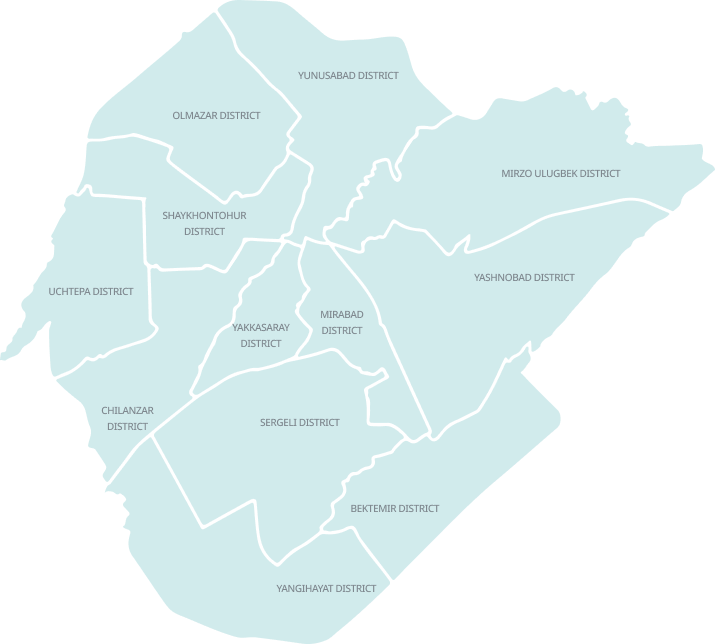 YUNUSABAD DISTRICT
OLMAZAR DISTRICT
MIRZO ULUGBEK DISTRICT
SHAYKHONTOHUR
DISTRICT
YASHNOBAD DISTRICT
UCHTEPA DISTRICT
MIRABAD
DISTRICT
YAKKASARAY
DISTRICT
CHILANZAR
DISTRICT
SERGELI DISTRICT
BEKTEMIR DISTRICT
YANGIHAYAT DISTRICT